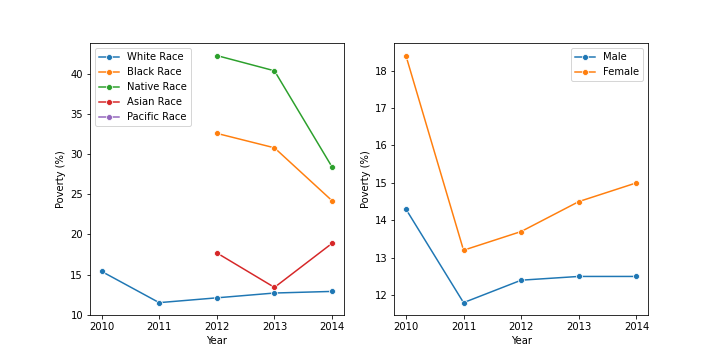 White Race
Black Race
Native Race
Asian Race
Pacific Race
Poverty (%)
40
35
30
25
20
15
10
2010 2011 2012 2013 2014
Year
Male
Female
Poverty (%)
18
17
16
15
14
13
12
2010 2011 2012 2013 2014
Year